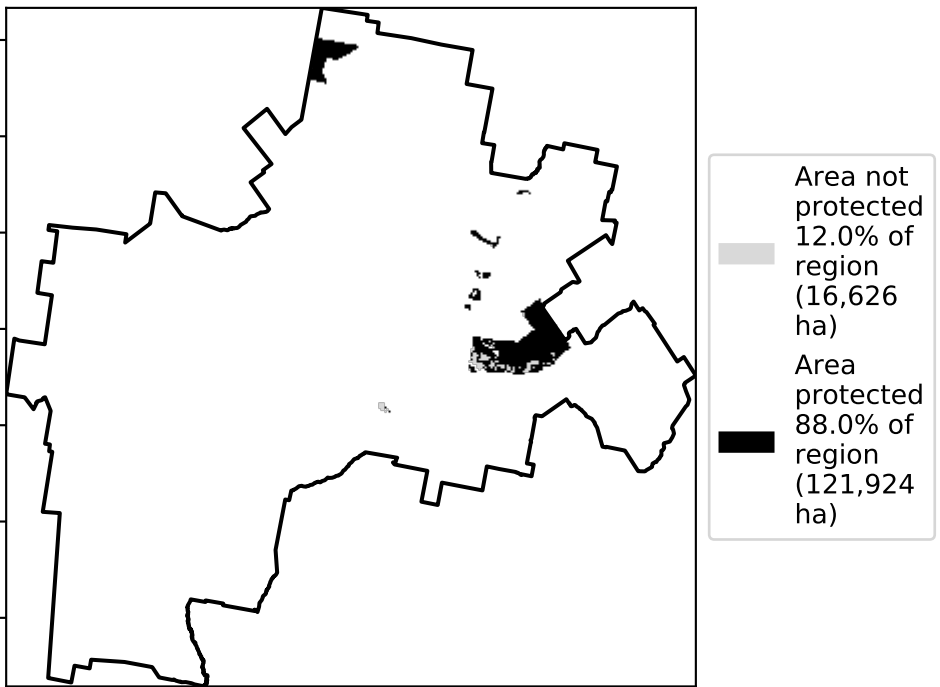 Area not
protected
12.0% of
region
(16,626
ha)
Area
protected
88.0% of
region
(121,924
ha)